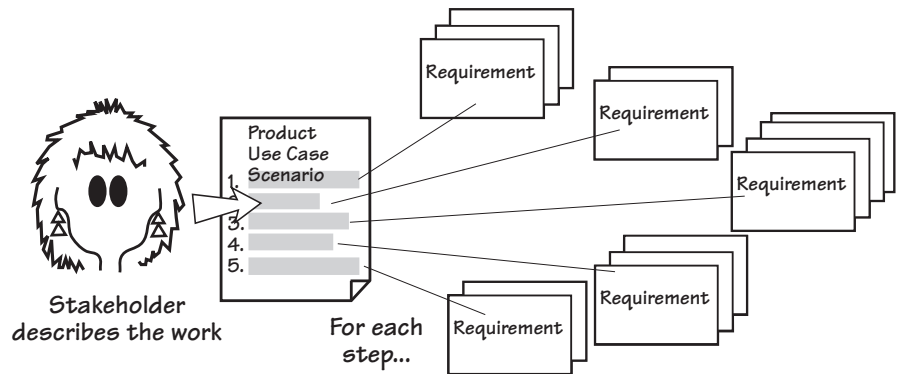 Product
Use Case
Scenario
1.
3.
4.
5.
Stakeholder
describes the work
For each
step...
Requirement
Requirement
Requirement
Requirement
Requirement